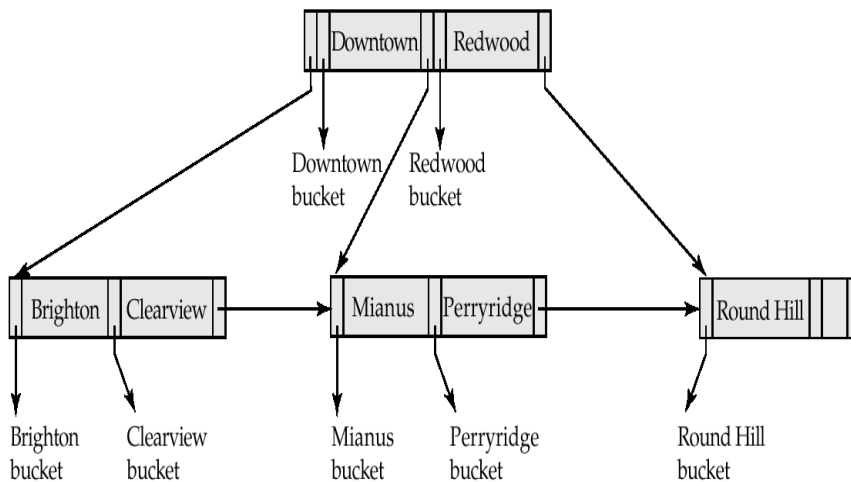 Downtown Redwood
Downtown Redwood
bucket bucket
Brighton Clearview Mianus Perryridge Round Hill
Brighton Clearview Mianus Perryridge Round Hill
bucket bucket bucket bucket bucket